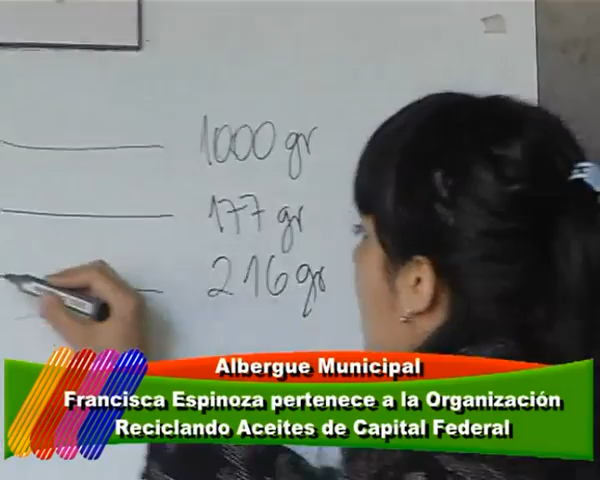 1000 gr
177 gr
216 gr
Albergue Municipal
Francisca Espinoza pertenece a la Organización
Reciclando Aceites de Capital Federal